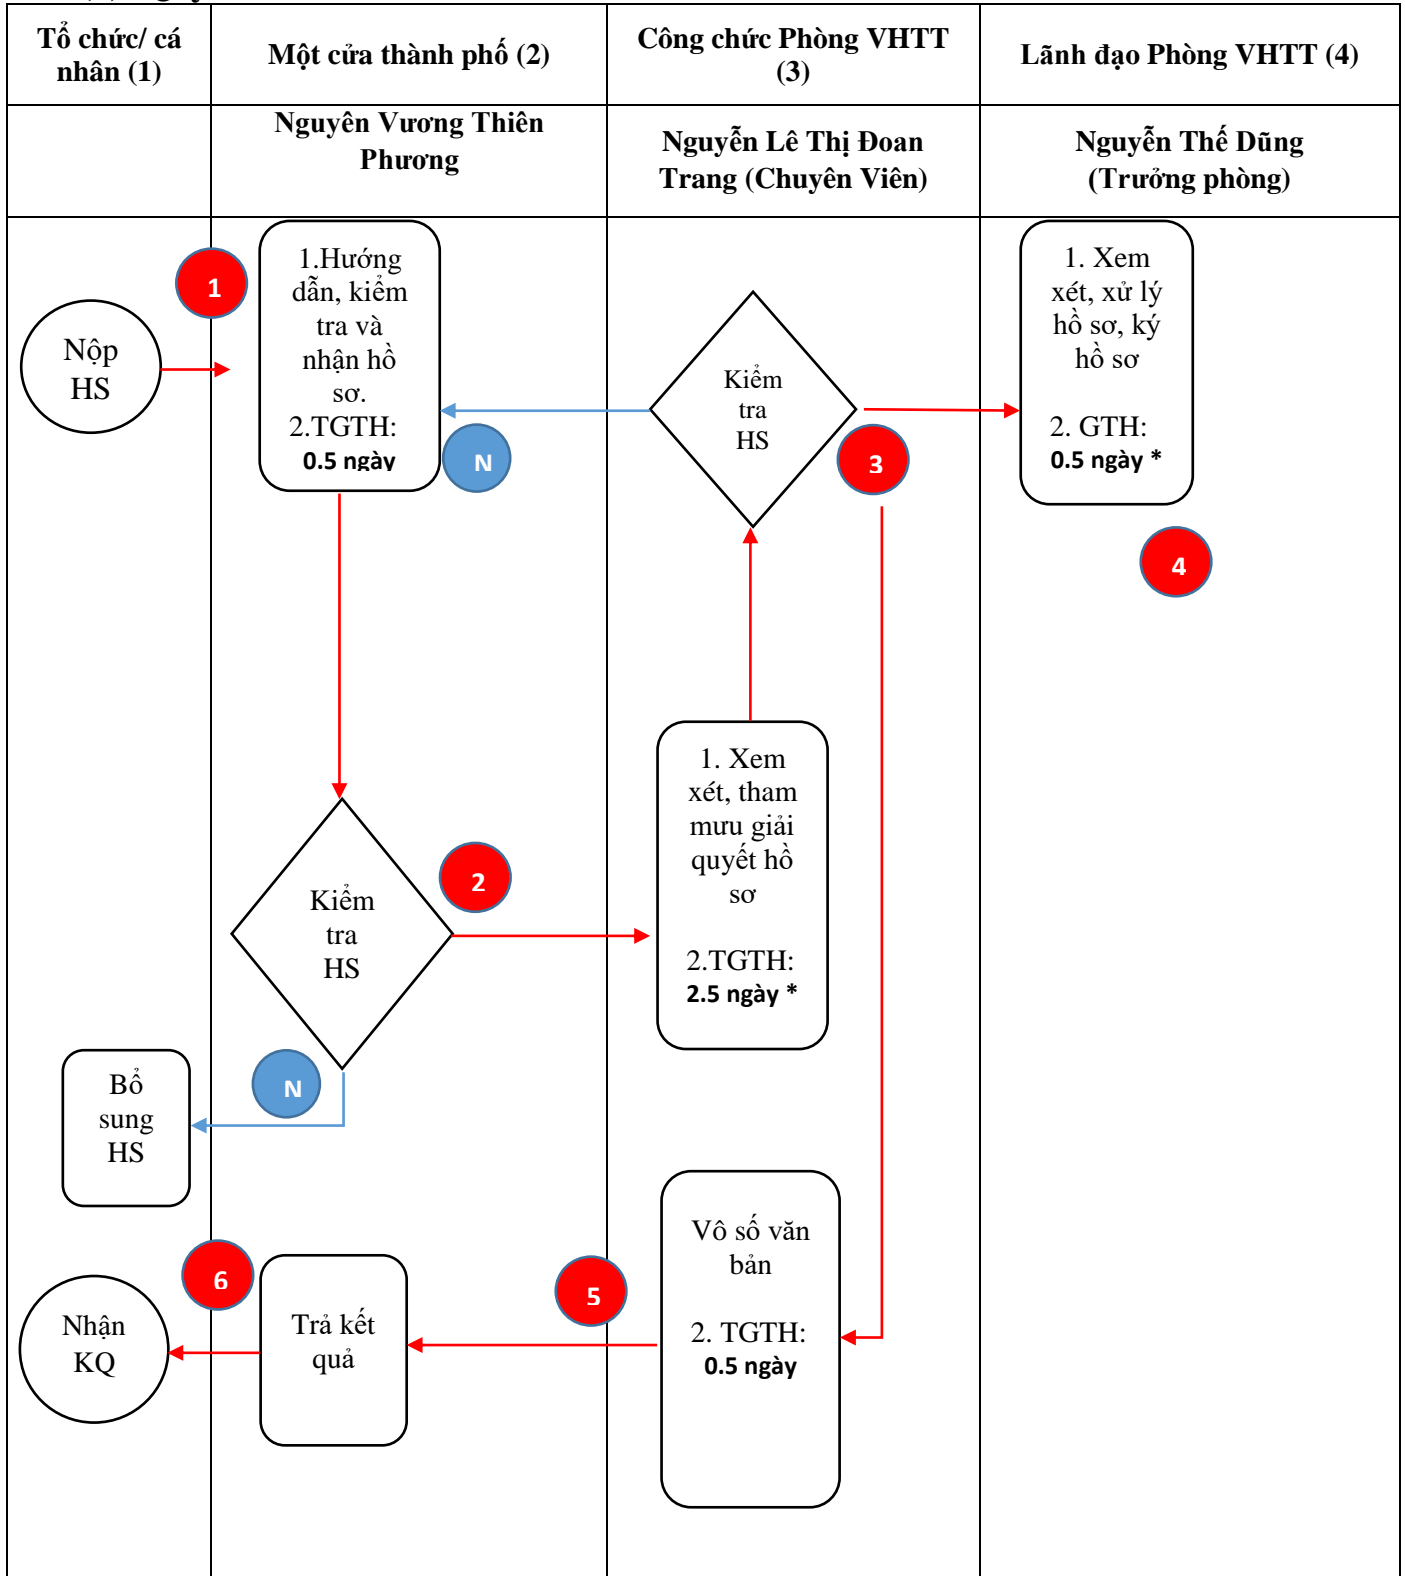 Tổ chức/ cá
nhân (1)
Một cửa thành phố (2)
Công chức Phòng VHTT
(3)
Lãnh đạo Phòng VHTT (4)
Nguyên Vương Thiên
Phương
Nguyễn Lê Thị Đoan
Trang (Chuyên Viên)
Nguyễn Thế Dũng
(Trưởng phòng)
1
Nộp
HS
1.Hướng
dẫn, kiểm
tra và
nhận hồ
sơ.
2.TGTH:
0.5 ngày
N
Kiểm
tra
HS
3
1. Xem
xét, xử lý
hồ sơ, ký
hồ sơ
2. GTH:
0.5 ngày *
4
Kiểm
tra
HS
2
1. Xem
xét, tham
mưu giải
quyết hồ
sơ
2.TGTH:
2.5 ngày *
N
Bổ
sung
HS
Vô số văn
bản
2. TGTH:
0.5 ngày
5
Trả kết
quả
6
Nhận
KQ